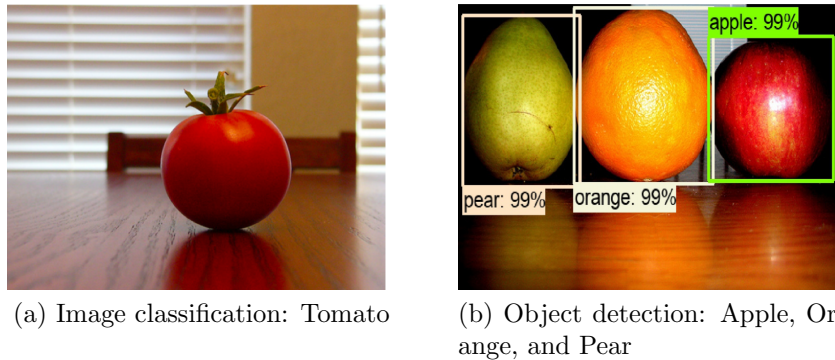 apple: 99%
pear: 99%
orange: 99%
(a) Image classification: Tomato
(b) Object detection: Apple, Or
ange, and Pear